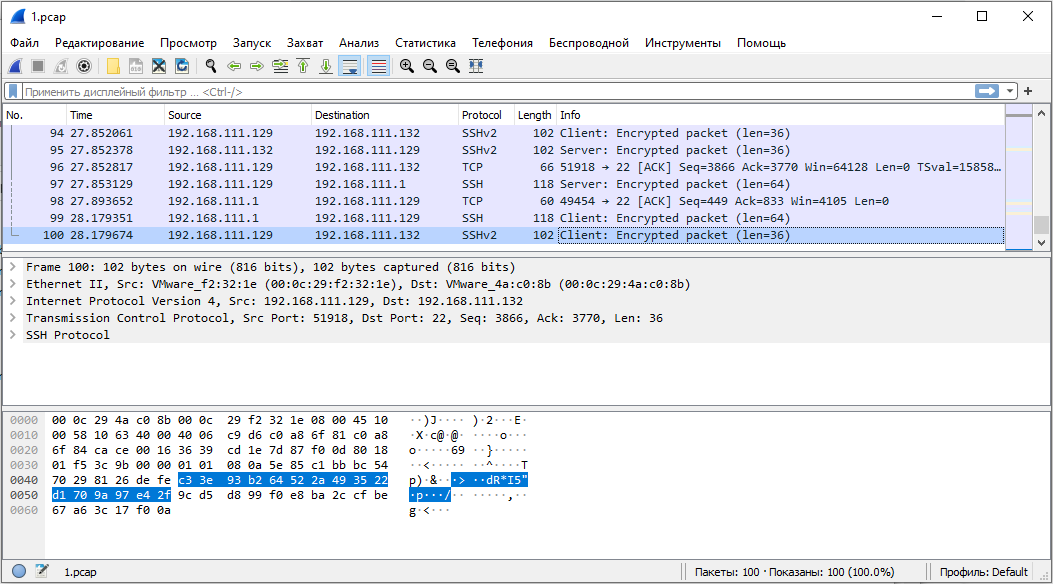 1.pcap
Файл Редактирование Просмотр Запуск Захват Анализ Статистика Телефония Беспроводной Инструменты Помощь
Применить дисплейный фильтр ... <Ctrl-/>
No. Time Source Destination Protocol Length Info
94 27.852061 192.168.111.129 192.168.111.132 SSHv2 102 Client: Encrypted packet (len=36)
95 27.852378 192.168.111.132 192.168.111.129 SSHv2 102 Server: Encrypted packet (len=36)
96 27.852817 192.168.111.129 192.168.111.132 TCP 66 51918 → 22 [ACK] Seq=3866 Ack=3770 Win=64128 Len=0 TSval=15858…
97 27.853129 192.168.111.129 192.168.111.1 SSH 118 Server: Encrypted packet (len=64)
98 27.893652 192.168.111.1 192.168.111.129 TCP 60 49454 → 22 [ACK] Seq=449 Ack=833 Win=4105 Len=0
99 28.179351 192.168.111.1 192.168.111.129 SSH 118 Client: Encrypted packet (len=64)
100 28.179674 192.168.111.129 192.168.111.132 SSHv2 102 Client: Encrypted packet (len=36)
Frame 100: 102 bytes on wire (816 bits), 102 bytes captured (816 bits)
Ethernet II, Src: VMware_f2:32:1e (00:0c:29:f2:32:1e), Dst: VMware_4a:c0:8b (00:0c:29:4a:c0:8b)
Internet Protocol Version 4, Src: 192.168.111.129, Dst: 192.168.111.132
Transmission Control Protocol, Src Port: 51918, Dst Port: 22, Seq: 3866, Ack: 3770, Len: 36
SSH Protocol
0000 00 0c 29 4a c0 8b 00 0c 29 f2 32 1e 08 00 45 10 ··)J···· )·2···E·
0010 00 58 10 63 40 00 40 06 c9 d6 c0 a8 6f 81 c0 a8 ·X·c@·@· ····o···
0020 6f 84 ca ce 00 16 36 39 cd 1e 7d 87 f0 0d 80 18 o·····69 ··}·····
0030 01 f5 3c 9b 00 00 01 01 08 0a 5e 85 c1 bb bc 54 ··<····· ··^····T
0040 70 29 81 26 de fe c3 3e 93 b2 64 52 2a 49 35 22 p)·&···> ··dR*I5"
0050 d1 70 9a 97 e4 2f 9c d5 d8 99 f0 e8 ba 2c cf be ·p···/·· ·····,··
0060 67 a6 3c 17 f0 0a g·<···
1.pcap Пакеты: 100 · Показаны: 100 (100.0%) Профиль: Default